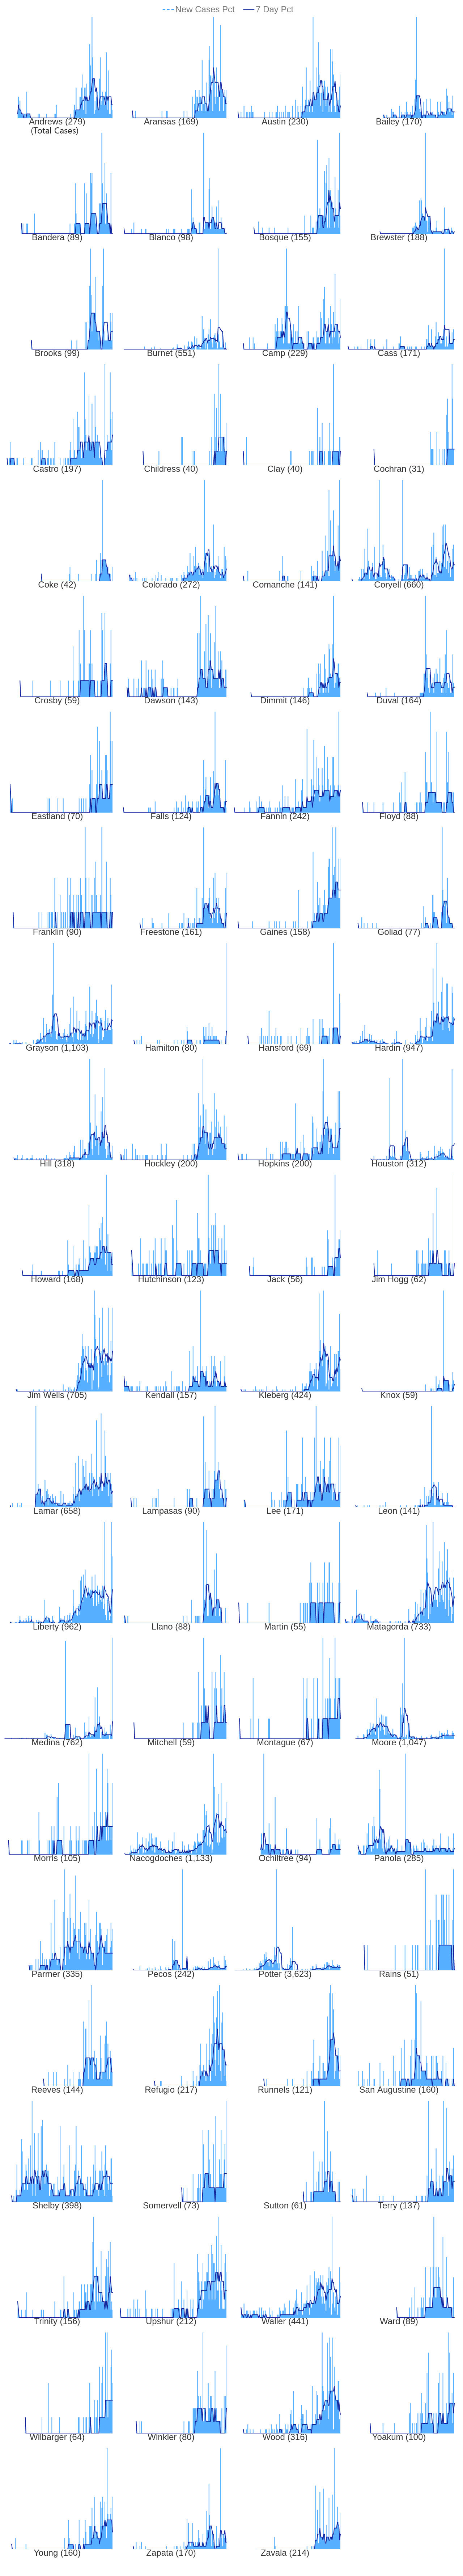 New Cases Pct 7 Day Pct
Andrews (279) Aransas (169) Austin (230) Bailey (170)
(Total Cases)
Bandera (89) Blanco (98) Bosque (155) Brewster (188)
Brooks (99) Burnet (551) Camp (229) Cass (171)
Castro (197) Childress (40) Clay (40) Cochran (31)
Coke (42) Colorado (272) Comanche (141) Coryell (660)
Crosby (59) Dawson (143) Dimmit (146) Duval (164)
Eastland (70) Falls (124) Fannin (242) Floyd (88)
Franklin (90) Freestone (161) Gaines (158) Goliad (77)
Grayson (1,103) Hamilton (80) Hansford (69) Hardin (947)
Hill (318) Hockley (200) Hopkins (200) Houston (312)
Howard (168) Hutchinson (123) Jack (56) Jim Hogg (62)
Jim Wells (705) Kendall (157) Kleberg (424) Knox (59)
Lamar (658) Lampasas (90) Lee (171) Leon (141)
Liberty (962) Llano (88) Martin (55) Matagorda (733)
Medina (762) Mitchell (59) Montague (67) Moore (1,047)
Morris (105) Nacogdoches (1,133) Ochiltree (94) Panola (285)
Parmer (335) Pecos (242) Potter (3,623) Rains (51)
Reeves (144) Refugio (217) Runnels (121) San Augustine (160)
Shelby (398) Somervell (73) Sutton (61) Terry (137)
Trinity (156) Upshur (212) Waller (441) Ward (89)
Wilbarger (64) Winkler (80) Wood (316) Yoakum (100)
Young (160) Zapata (170) Zavala (214)